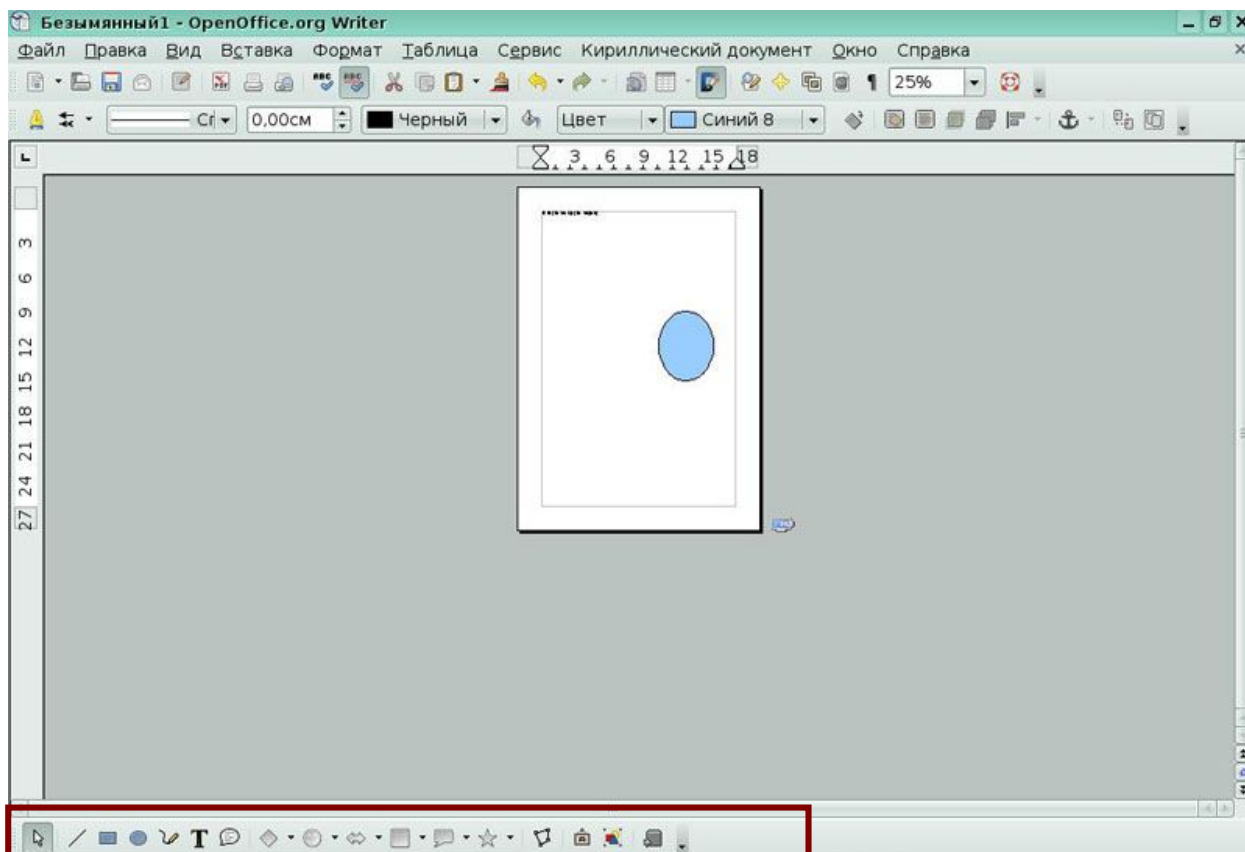 Безымянный1 - OpenOffice.org Writer
Файл Правка Вид Вставка Формат Таблица Сервис Кириллический документ Окно Справка
25%
0,00см Черный Цвет Синий 8
3 6 9 12 15 18
3
6
9
12
15
18
21
24
27